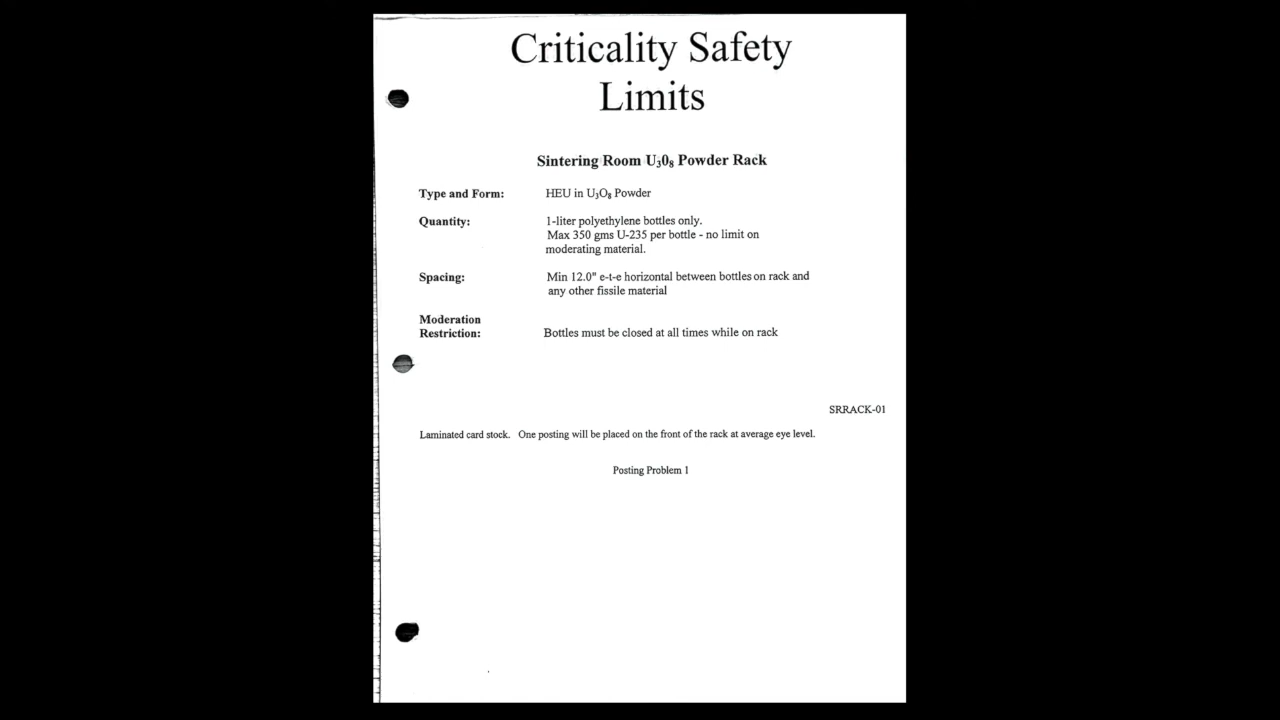 Criticality Safety
Limits
Sintering Room U₃0₈ Powder Rack
Type and Form: HEU in U₃O₈ Powder
Quantity: 1-liter polyethylene bottles only.
Max 350 gms U-235 per bottle - no limit on
moderating material.
Spacing: Min 12.0" e-t-e horizontal between bottles on rack and
any other fissile material
Moderation
Restriction: Bottles must be closed at all times while on rack
SRRACK-01
Laminated card stock. One posting will be placed on the front of the rack at average eye level.
Posting Problem 1